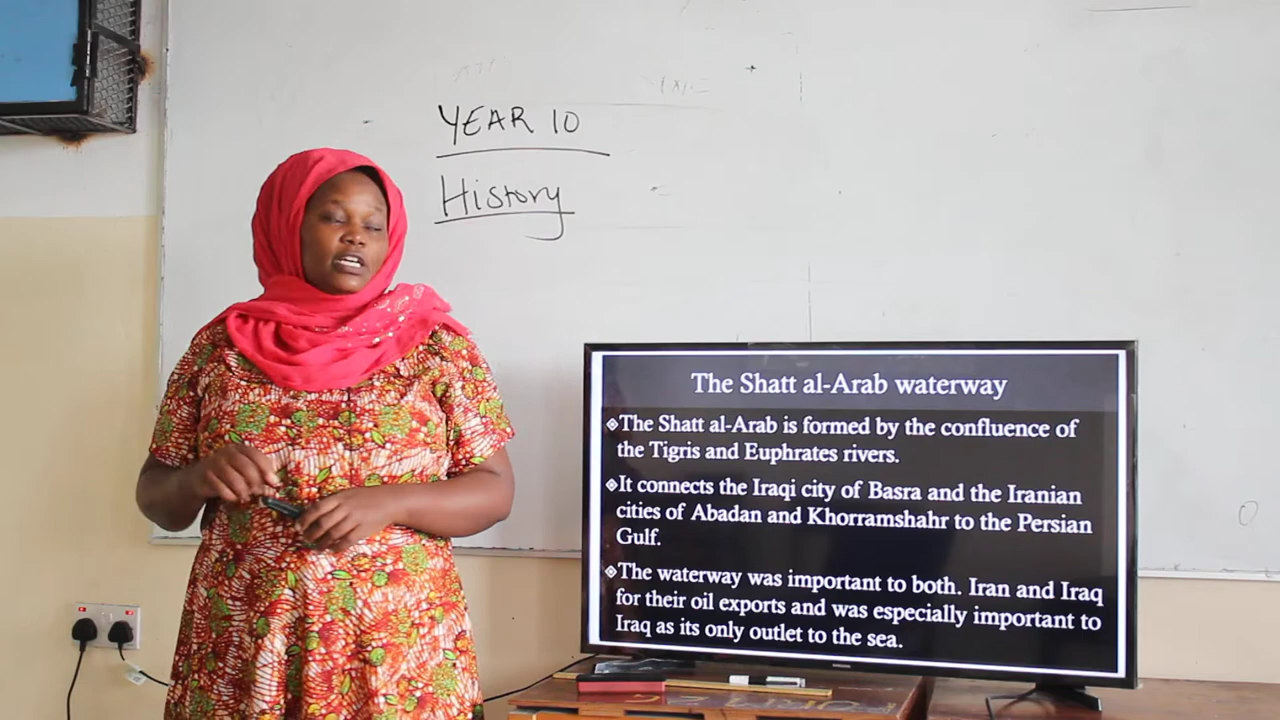 YEAR 10
History
The Shatt al-Arab waterway
The Shatt al-Arab is formed by the confluence of
the Tigris and Euphrates rivers.
It connects the Iraqi city of Basra and the Iranian
cities of Abadan and Khorramshahr to the Persian
Gulf.
The waterway was important to both. Iran and Iraq
for their oil exports and was especially important to
Iraq as its only outlet to the sea.